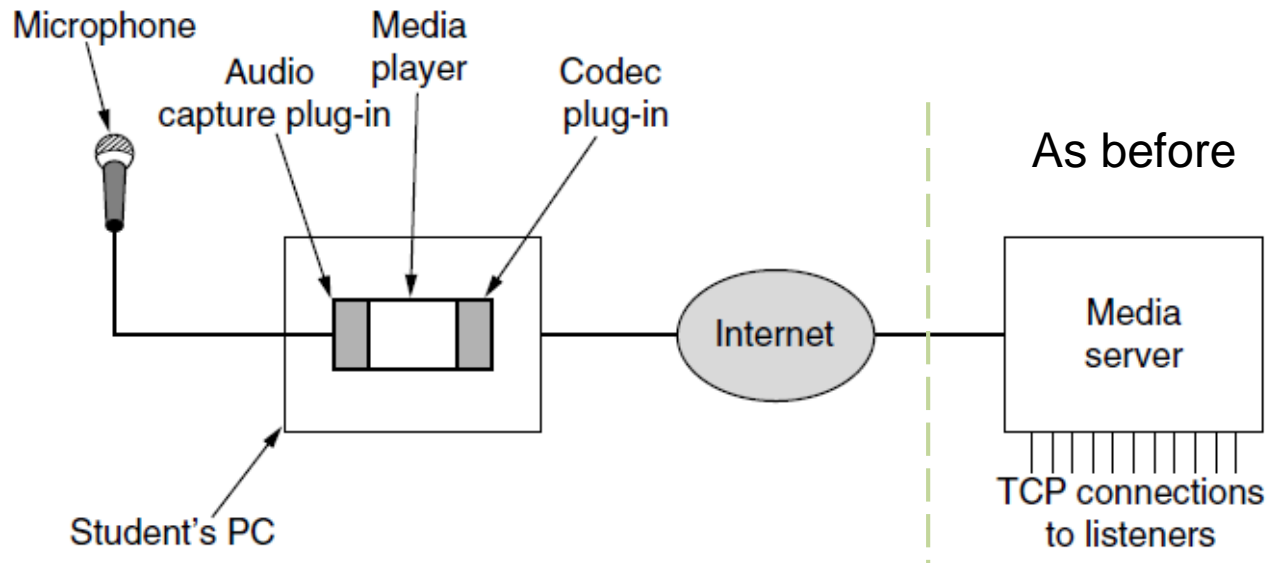 Microphone
Media
player
Audio
capture plug-in
Codec
plug-in
As before
Internet
Media
server
TCP connections
to listeners
Student’s PC